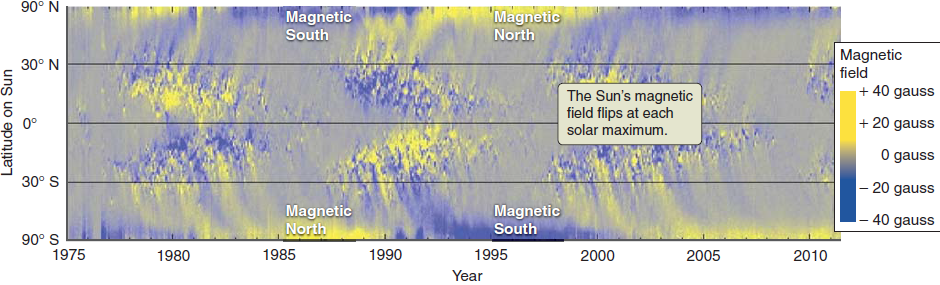 90° N
30° N
0°
30° S
90° S
Latitude on Sun
Magnetic
South
Magnetic
North
The Sun's magnetic
field flips at each
solar maximum.
Magnetic
North
Magnetic
South
1975
1980
1985
1990
1995
2000
2005
2010
Year
Magnetic
field
+ 40 gauss
+ 20 gauss
0 gauss
– 20 gauss
– 40 gauss